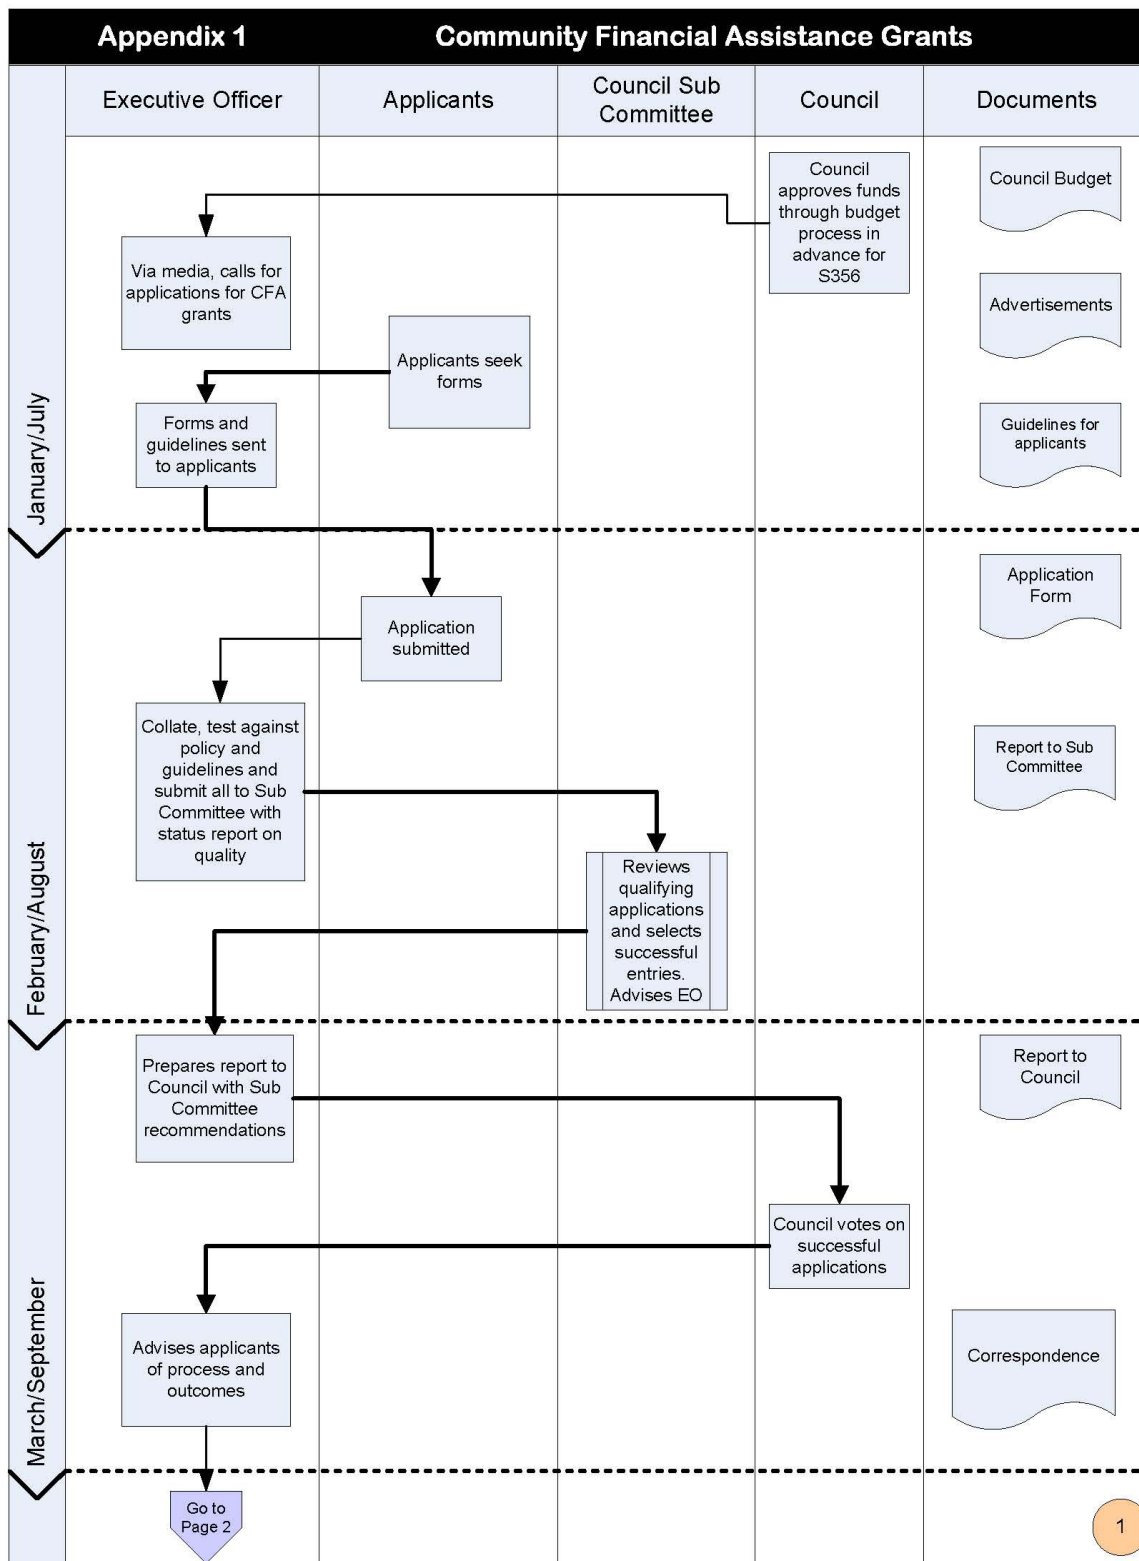 Appendix 1
Community Financial Assistance Grants
Executive Officer
Applicants
Council Sub
Committee
Council
Documents
January/July
Council
approves funds
through budget
process in
advance for
S356
Council Budget
Via media, calls for
applications for CFA
grants
Advertisements
Applicants seek
forms
Forms and
guidelines sent
to applicants
Guidelines for
applicants
February/August
Application
submitted
Application
Form
Collate, test against
policy and
guidelines and
submit all to Sub
Committee with
status report on
quality
Report to Sub
Committee
Reviews
qualifying
applications
and selects
successful
entries.
Advises EO
March/September
Prepares report to
Council with Sub
Committee
recommendations
Report to
Council
Council votes on
successful
applications
Advises applicants
of process and
outcomes
Correspondence
Go to
Page 2
1